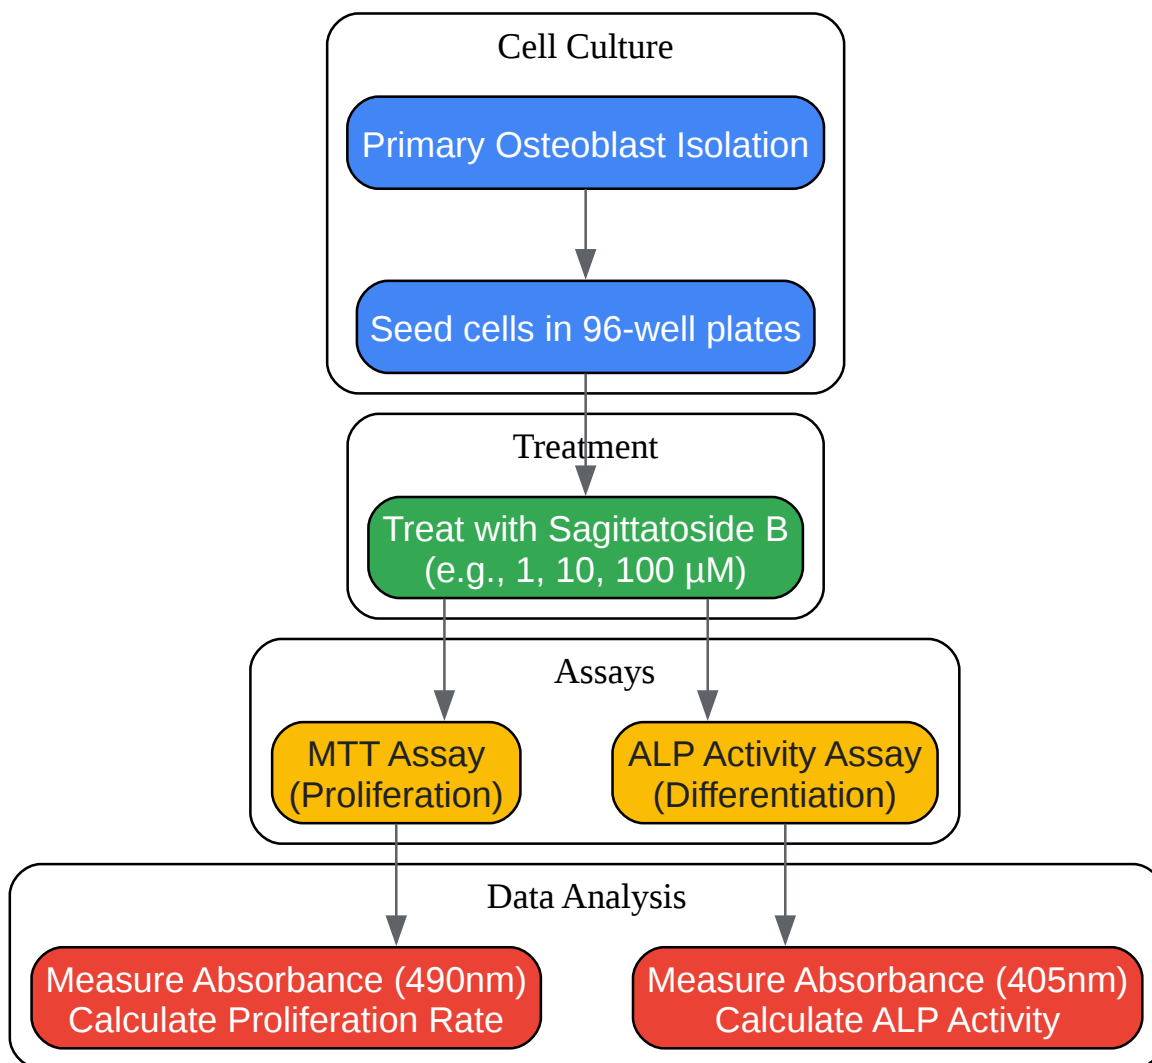 Cell Culture
Primary Osteoblast Isolation
Seed cells in 96-well plates
Treatment
Treat with Sagittatoside B
(e.g., 1, 10, 100 µM)
Assays
MTT Assay
(Proliferation)
ALP Activity Assay
(Differentiation)
Data Analysis
Measure Absorbance (490nm)
Calculate Proliferation Rate
Measure Absorbance (405nm)
Calculate ALP Activity